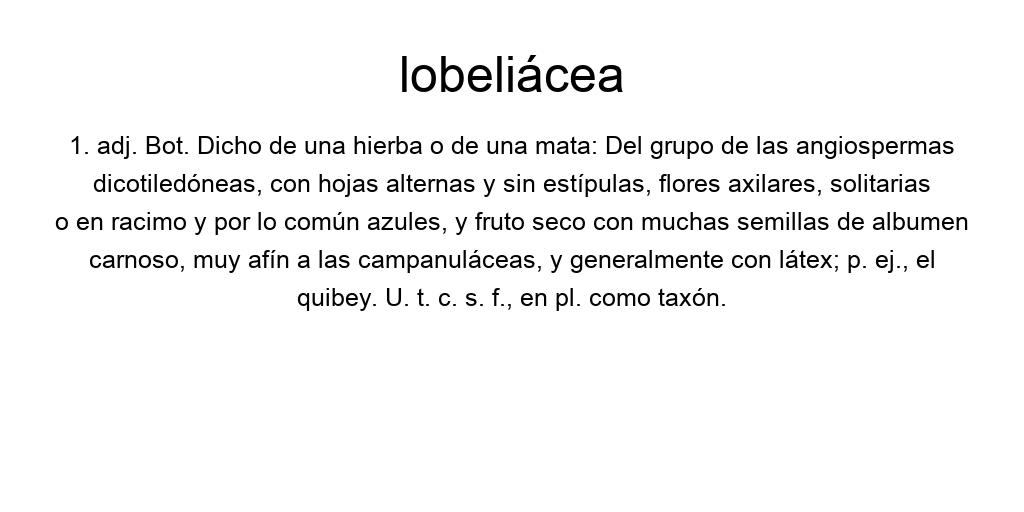 lobeliácea
1. adj. Bot. Dicho de una hierba o de una mata: Del grupo de las angiospermas
dicotiledóneas, con hojas alternas y sin estípulas, flores axilares, solitarias
o en racimo y por lo común azules, y fruto seco con muchas semillas de albumen
carnoso, muy afín a las campanuláceas, y generalmente con látex; p. ej., el
quibey. U. t. c. s. f., en pl. como taxón.